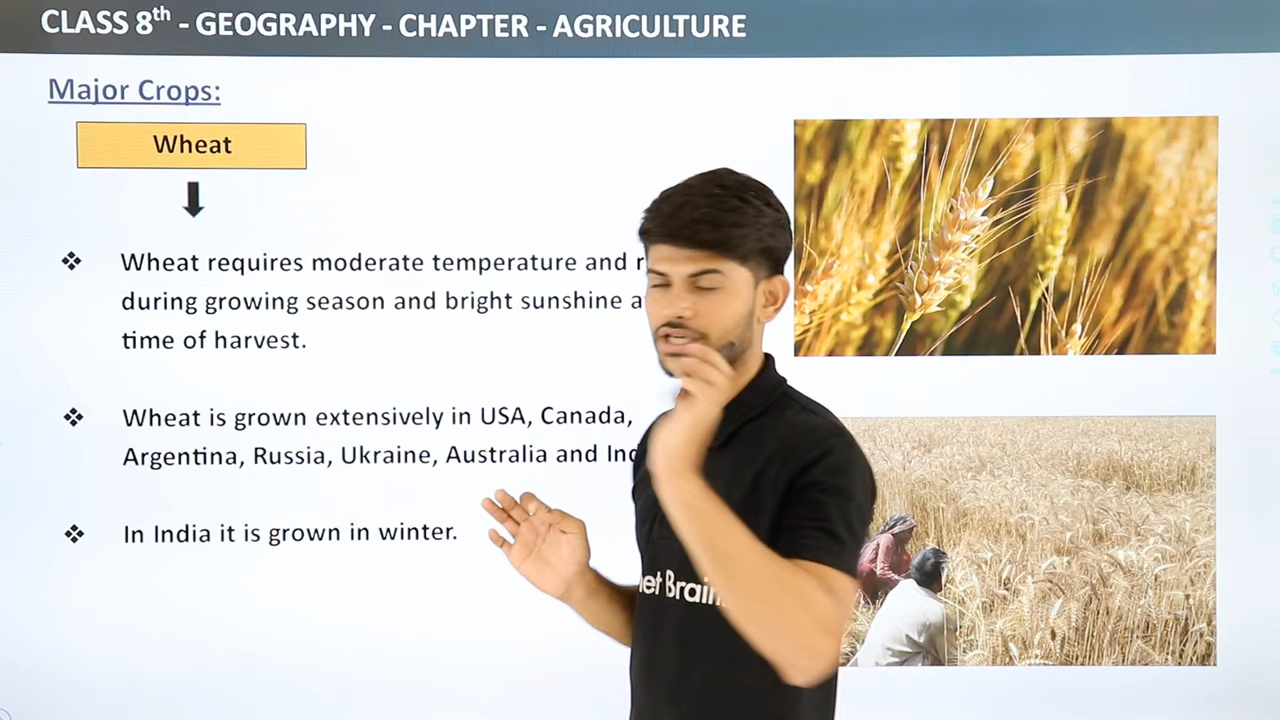 CLASS 8th - GEOGRAPHY - CHAPTER - AGRICULTURE
Major Crops:
Wheat
Wheat requires moderate temperature and
during growing season and bright sunshine
time of harvest.
Wheat is grown extensively in USA, Canada,
Argentina, Russia, Ukraine, Australia and
In India it is grown in winter.
Brain